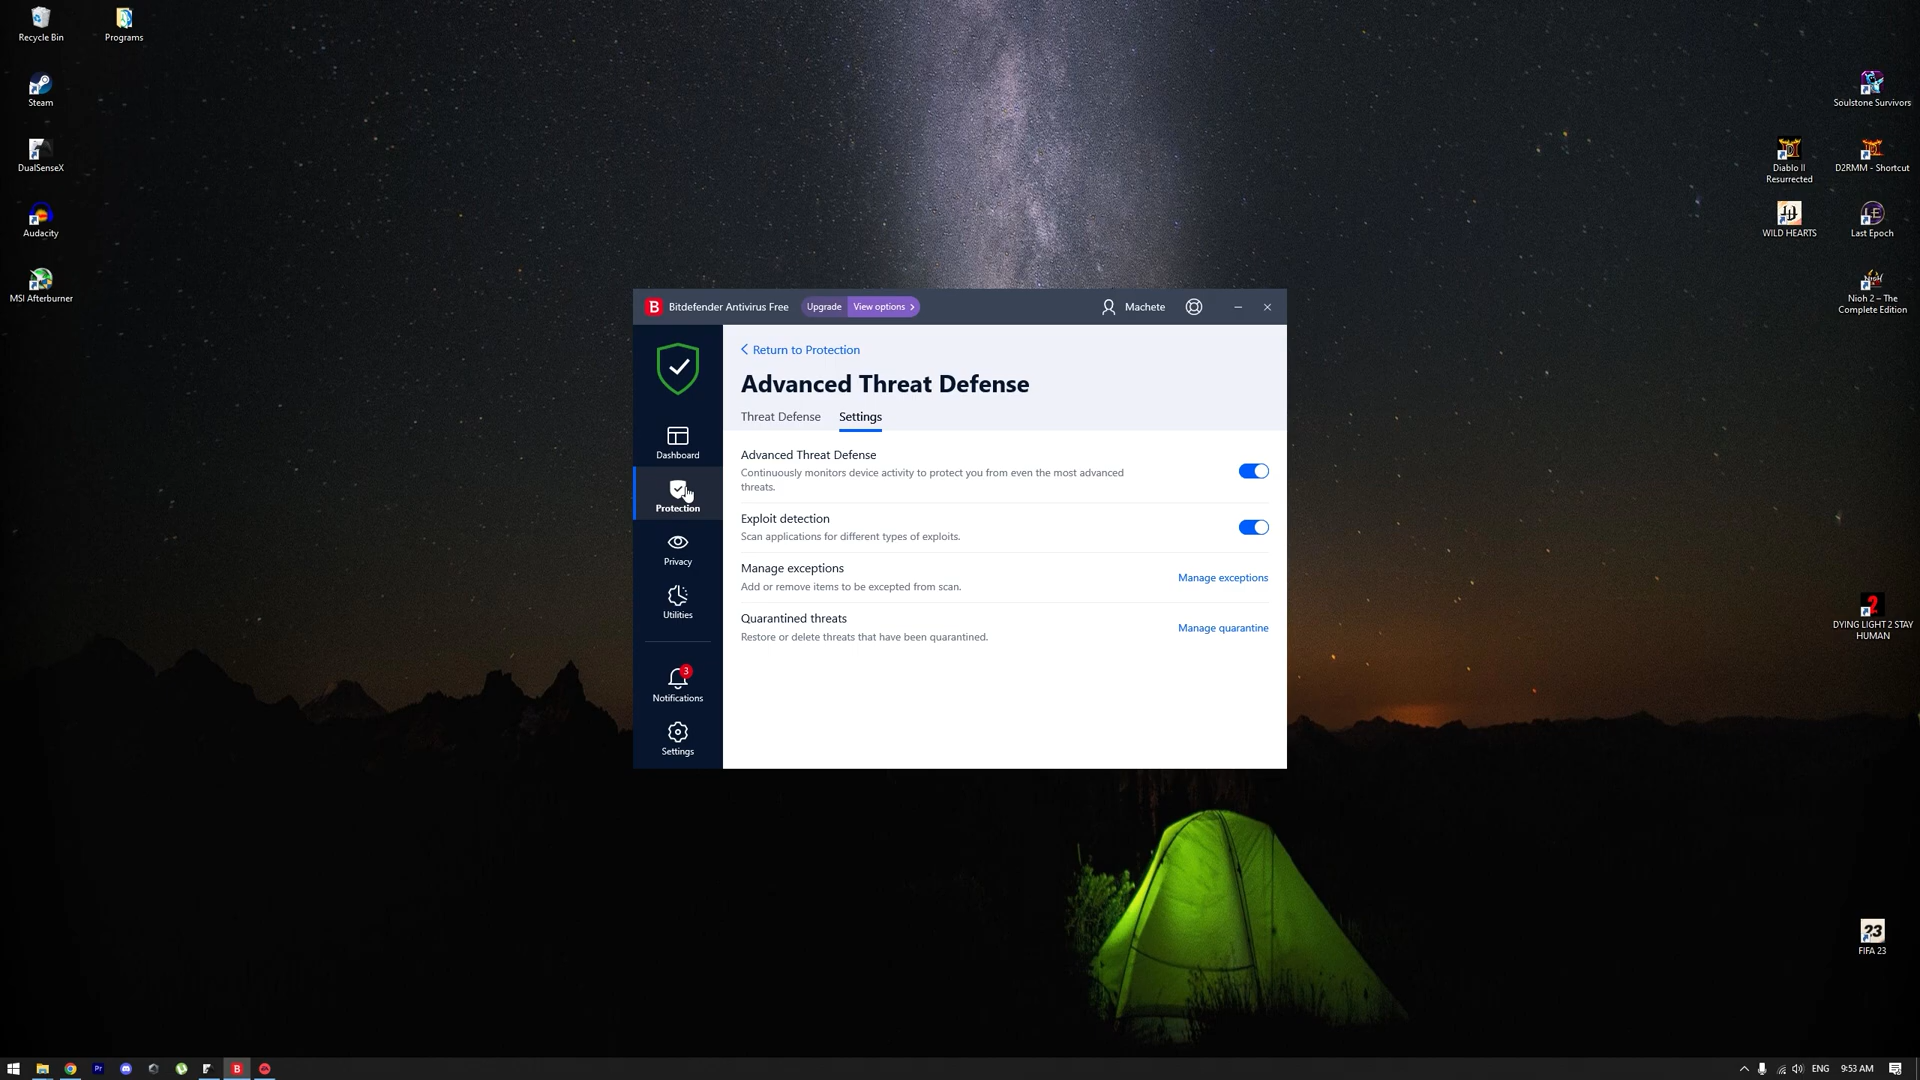 Recycle Bin
Programs
Steam
DualSenseX
Audacity
MSI Afterburner
Soulstone Survivors
Diablo II
Resurrected
D2RMM - Shortcut
WILD HEARTS
Last Epoch
Nioh 2 – The
Complete Edition
DYING LIGHT 2 STAY
HUMAN
23
FIFA 23
B Bitdefender Antivirus Free Upgrade View options Machete
Return to Protection
Advanced Threat Defense
Threat Defense Settings
Dashboard
Protection
Privacy
Utilities
3
Notifications
Settings
Advanced Threat Defense
Continuously monitors device activity to protect you from even the most advanced
threats.
Exploit detection
Scan applications for different types of exploits.
Manage exceptions
Add or remove items to be excepted from scan.
Manage exceptions
Quarantined threats
Restore or delete threats that have been quarantined.
Manage quarantine
Pr B ENG 9:53 AM